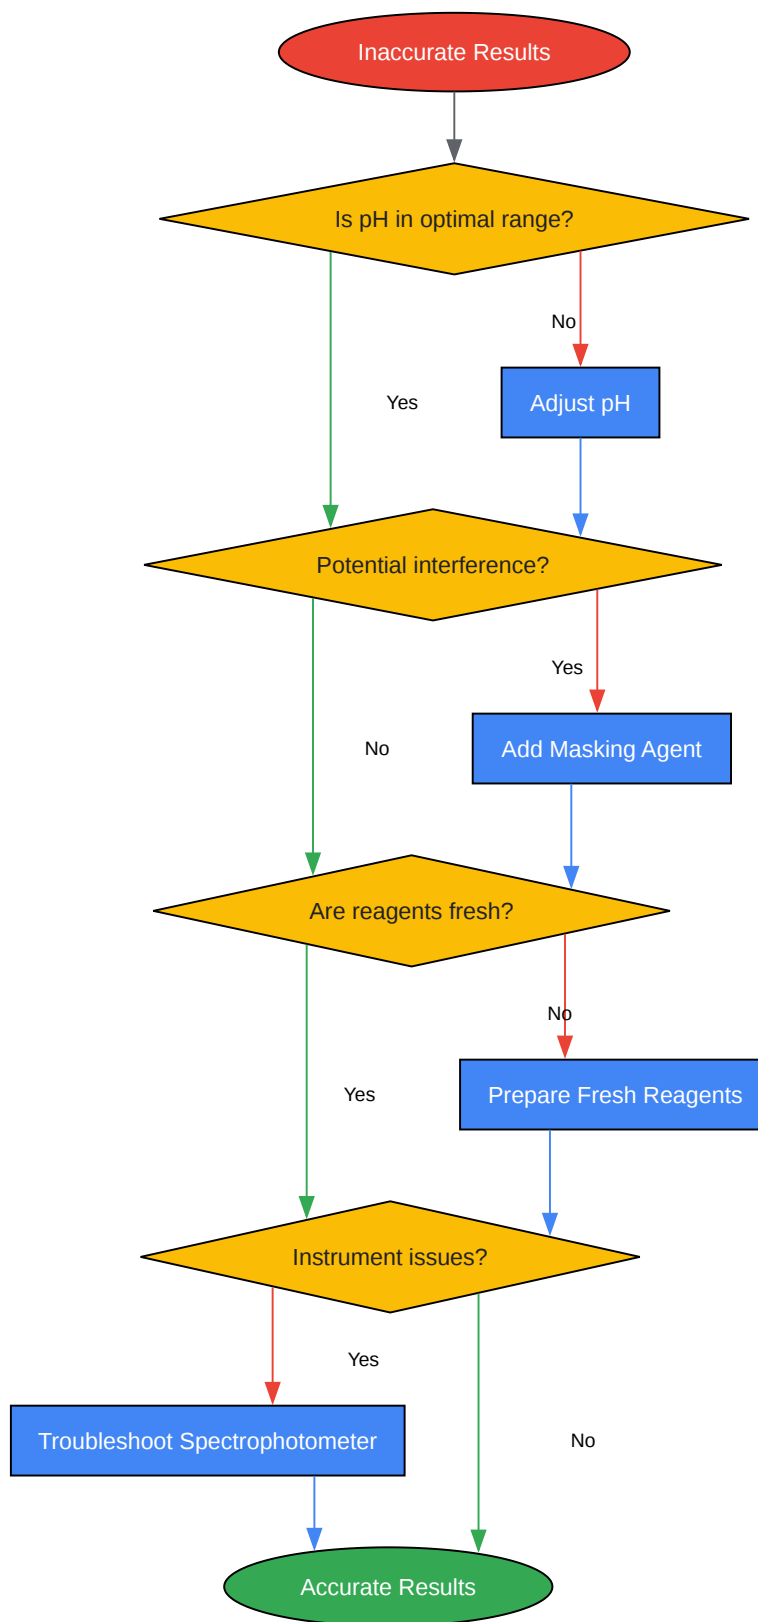 Inaccurate Results
Is pH in optimal range?
No
Yes
Adjust pH
Potential interference?
Yes
No
Add Masking Agent
Are reagents fresh?
No
Yes
Prepare Fresh Reagents
Instrument issues?
Yes
Troubleshoot Spectrophotometer
No
Accurate Results